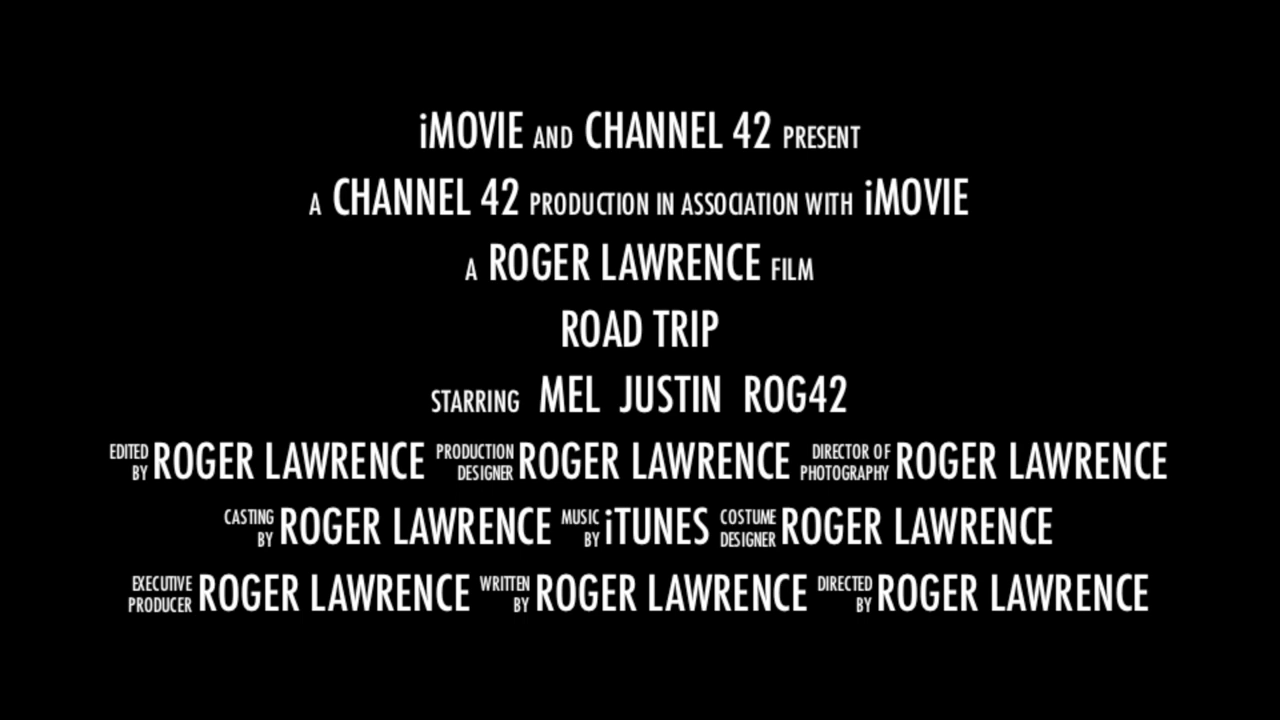 iMOVIE AND CHANNEL 42 PRESENT
A CHANNEL 42 PRODUCTION IN ASSOCIATION WITH iMOVIE
A ROGER LAWRENCE FILM
ROAD TRIP
STARRING MEL JUSTIN ROG42
EDITED BY ROGER LAWRENCE PRODUCTION DESIGNER ROGER LAWRENCE DIRECTOR OF PHOTOGRAPHY ROGER LAWRENCE
CASTING BY ROGER LAWRENCE MUSIC BY iTUNES COSTUME DESIGNER ROGER LAWRENCE
EXECUTIVE PRODUCER ROGER LAWRENCE WRITTEN BY ROGER LAWRENCE DIRECTED BY ROGER LAWRENCE